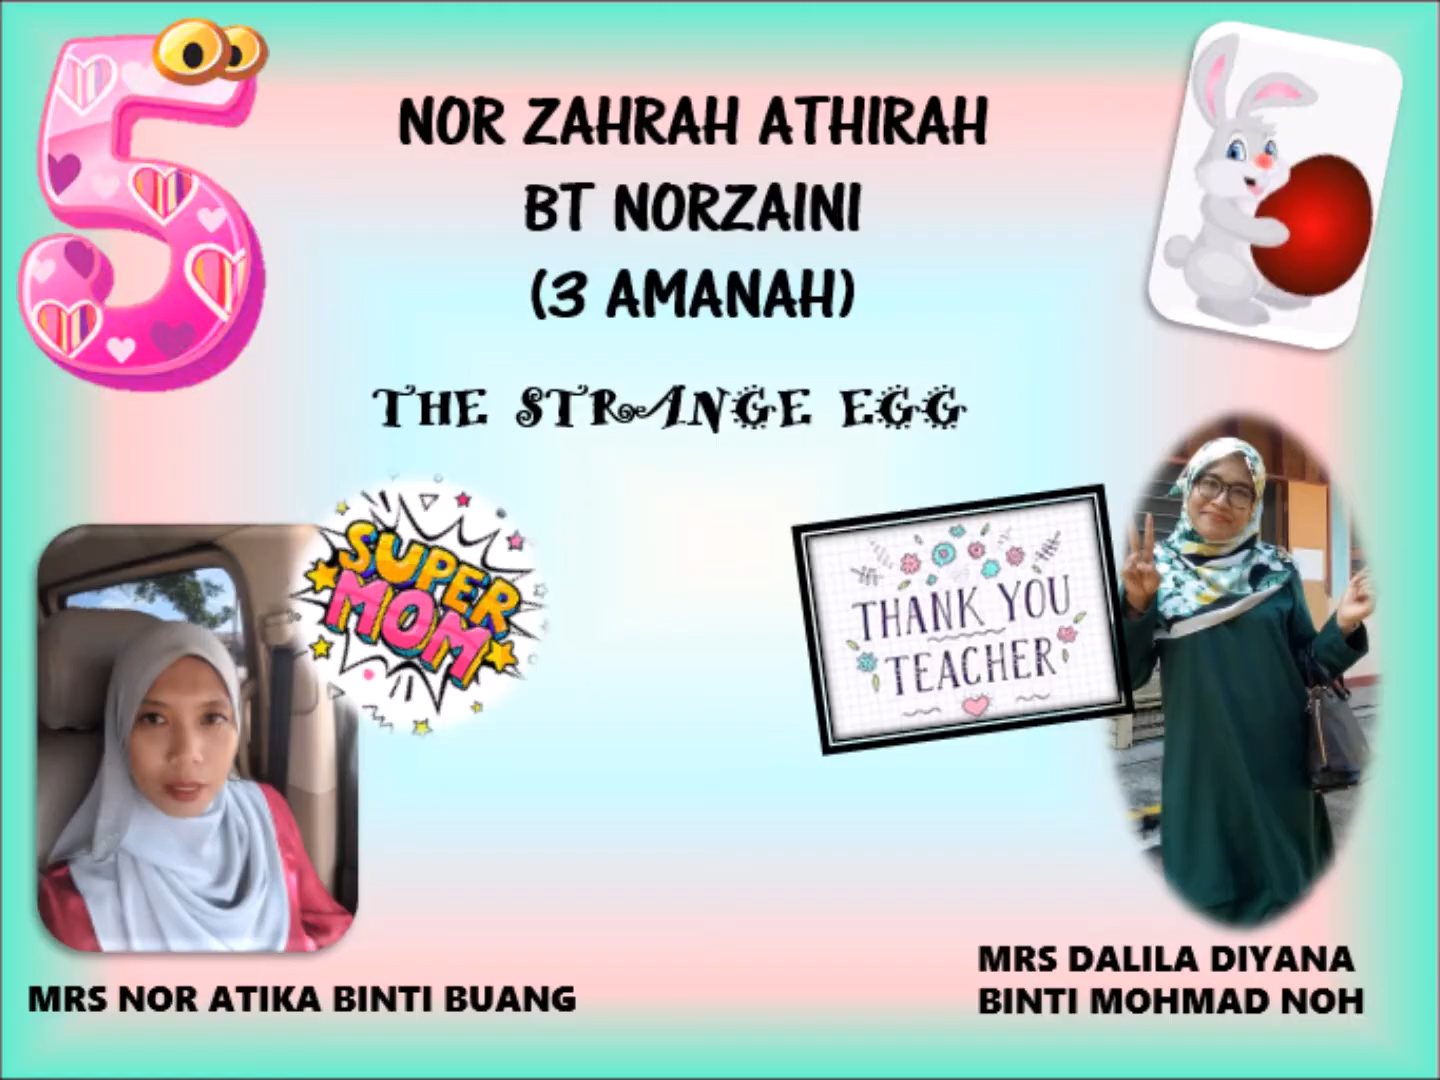 5
NOR ZAHRAH ATHIRAH
BT NORZAINI
(3 AMANAH)
THE STRANGE EGG
SUPER
MOM
THANK YOU
TEACHER
MRS NOR ATIKA BINTI BUANG
MRS DALILA DIYANA
BINTI MOHMAD NOH